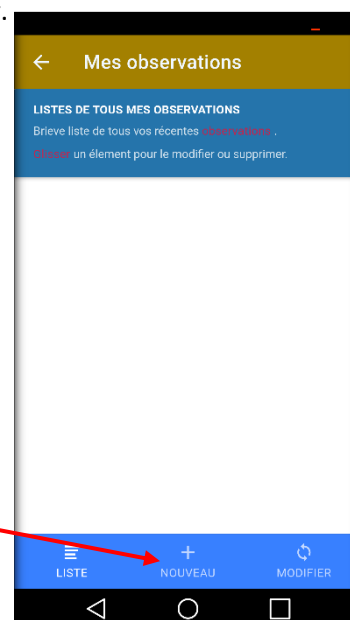 Mes observations
LISTES DE TOUS MES OBSERVATIONS
Brieve liste de tous vos récentes observations .
Glisser un élement pour le modifier ou supprimer.
LISTE NOUVEAU MODIFIER